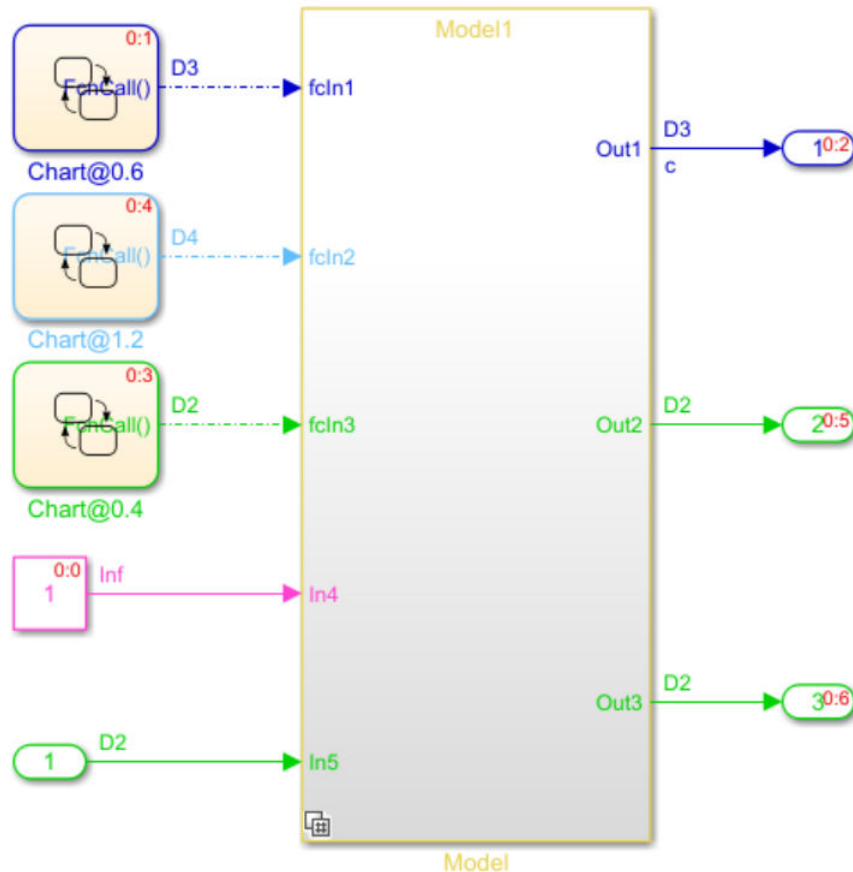 Model1
0:1
FcnCall()
D3
fcIn1
Chart@0.6
Out1
D3
c
1
0:2
0:4
FcnCall()
D4
fcIn2
Chart@1.2
0:3
FcnCall()
D2
fcIn3
Chart@0.4
Out2
D2
2
0:5
0:0
1
Inf
In4
Out3
D2
3
0:6
1
D2
In5
Model